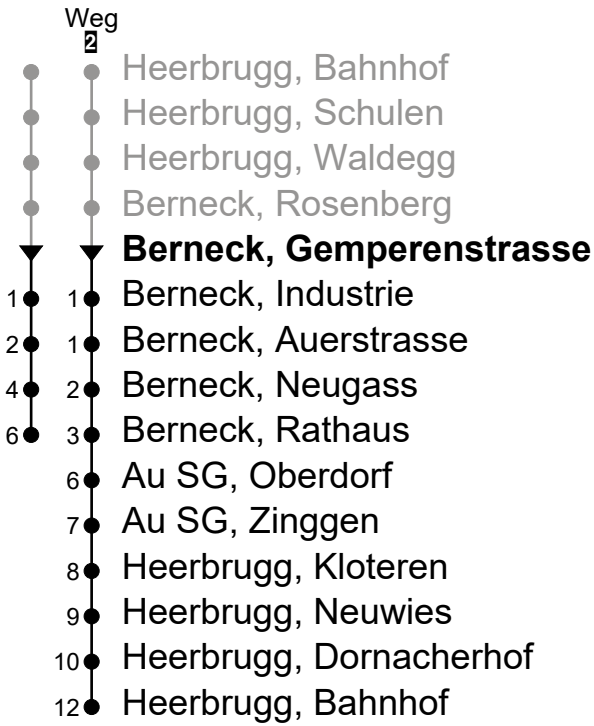 Weg
2
Heerbrugg, Bahnhof
Heerbrugg, Schulen
Heerbrugg, Waldegg
Berneck, Rosenberg
Berneck, Gemperenstrasse
1 1 Berneck, Industrie
2 1 Berneck, Auerstrasse
4 2 Berneck, Neugass
6 3 Berneck, Rathaus
6 Au SG, Oberdorf
7 Au SG, Zinggen
8 Heerbrugg, Kloteren
9 Heerbrugg, Neuwies
10 Heerbrugg, Dornacherhof
12 Heerbrugg, Bahnhof